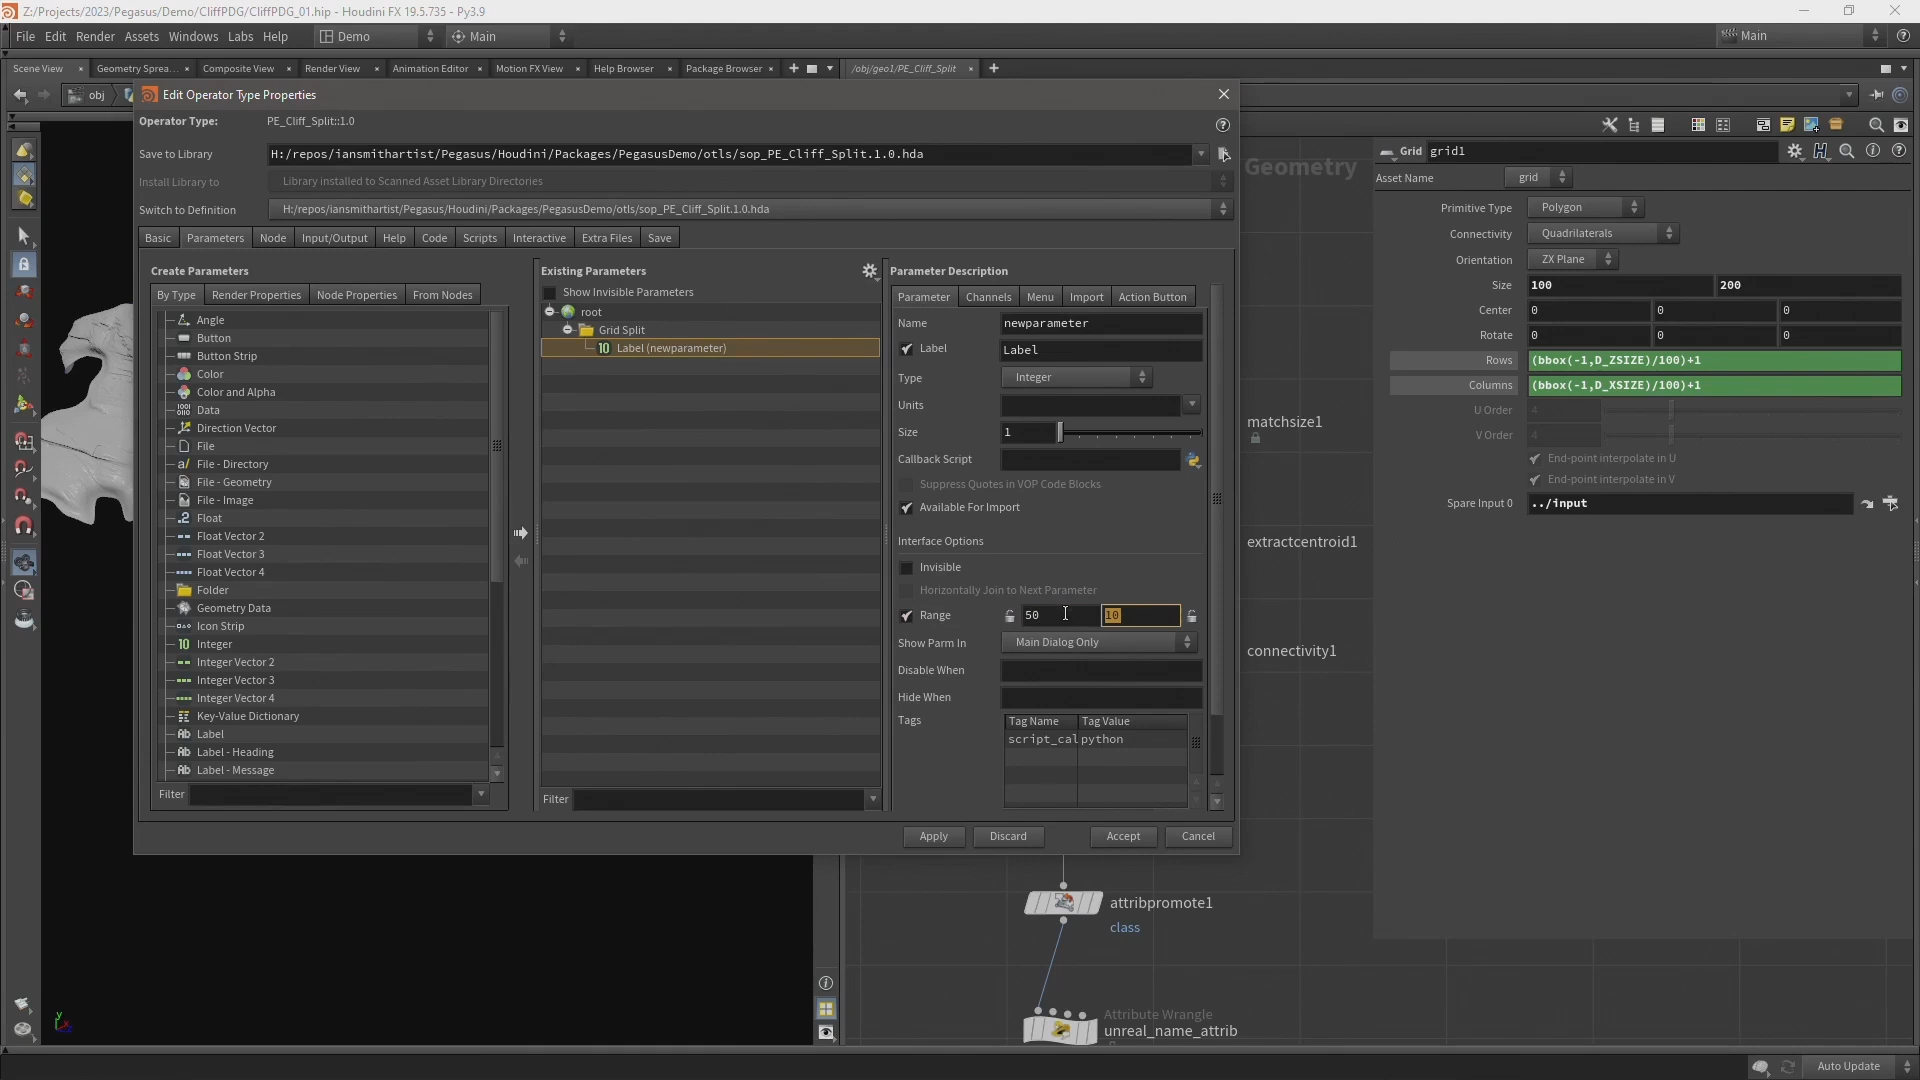 Z:/Projects/2023/Pegasus/Demo/CliffPDG/CliffPDG_01.hip - Houdini FX 19.5.735 - Py3.9
File Edit Render Assets Windows Labs Help Demo Main Main
Scene View Geometry Sprea... Composite View Render View Animation Editor Motion FX View Help Browser Package Browser /obj/geo1/PE_Cliff_Split
obj
Edit Operator Type Properties
Operator Type: PE_Cliff_Split::1.0
Save to Library H:/repos/iansmithartist/Pegasus/Houdini/Packages/PegasusDemo/otls/sop_PE_Cliff_Split.1.0.hda
Install Library to Library installed to Scanned Asset Library Directories
Switch to Definition H:/repos/iansmithartist/Pegasus/Houdini/Packages/PegasusDemo/otls/sop_PE_Cliff_Split.1.0.hda
Basic Parameters Node Input/Output Help Code Scripts Interactive Extra Files Save
Create Parameters
By Type Render Properties Node Properties From Nodes
Angle
Button
Button Strip
Color
Color and Alpha
Data
Direction Vector
File
File - Directory
File - Geometry
File - Image
Float
Float Vector 2
Float Vector 3
Float Vector 4
Folder
Geometry Data
Icon Strip
Integer
Integer Vector 2
Integer Vector 3
Integer Vector 4
Key-Value Dictionary
Label
Label - Heading
Label - Message
Filter
Existing Parameters
Show Invisible Parameters
root
Grid Split
Label (newparameter)
Filter
Parameter Description
Parameter Channels Menu Import Action Button
Name newparameter
Label Label
Type Integer
Units
Size 1
Callback Script
Suppress Quotes in VOP Code Blocks
Available For Import
Interface Options
Invisible
Horizontally Join to Next Parameter
Range 50 10
Show Parm In Main Dialog Only
Disable When
Hide When
Tags Tag Name Tag Value
script_cal python
Apply Discard Accept Cancel
Geometry
matchsize1
extractcentroid1
connectivity1
attribpromote1
class
Attribute Wrangle
unreal_name_attrib
Grid grid1
Asset Name grid
Primitive Type Polygon
Connectivity Quadrilaterals
Orientation ZX Plane
Size 100 200
Center 0 0 0
Rotate 0 0 0
Rows (bbox(-1,D_ZSIZE)/100)+1
Columns (bbox(-1,D_XSIZE)/100)+1
U Order 4
V Order 4
End-point interpolate in U
End-point interpolate in V
Spare Input 0 ../input
Auto Update